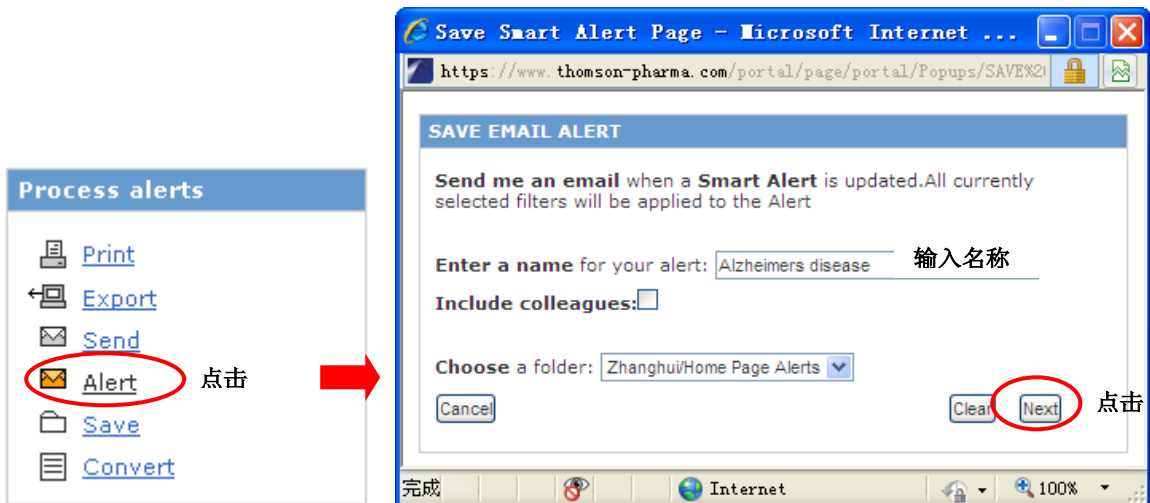 Process alerts
Print
Export
Send
Alert
点击
Save
Convert
Save Smart Alert Page - Microsoft Internet ...
https://www.thomson-pharma.com/portal/page/portal/Popups/SAVE%2
SAVE EMAIL ALERT
Send me an email when a Smart Alert is updated.All currently
selected filters will be applied to the Alert
Enter a name for your alert: Alzheimers disease 输入名称
Include colleagues:
Choose a folder: Zhanghui/Home Page Alerts
Cancel Clear Next 点击
完成 Internet 100%